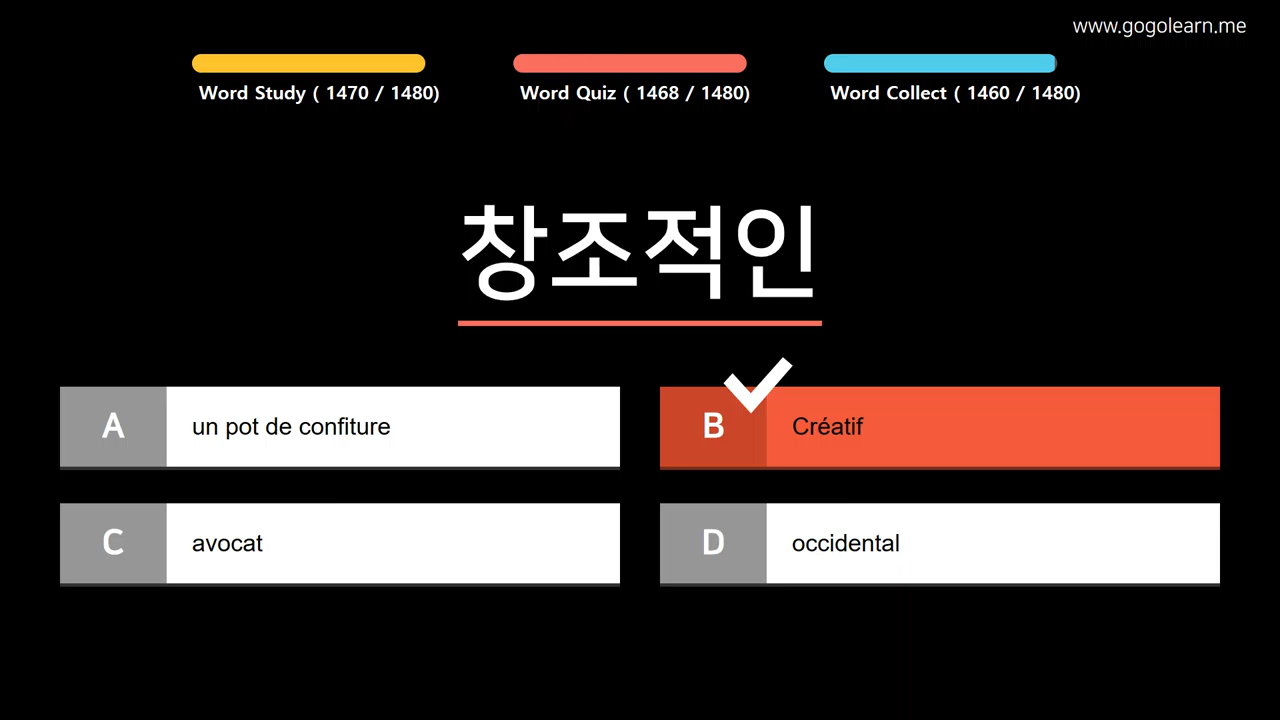 www.gogolearn.me
Word Study ( 1470 / 1480)
Word Quiz ( 1468 / 1480)
Word Collect ( 1460 / 1480)
창조적인
A
un pot de confiture
B
Créatif
C
avocat
D
occidental